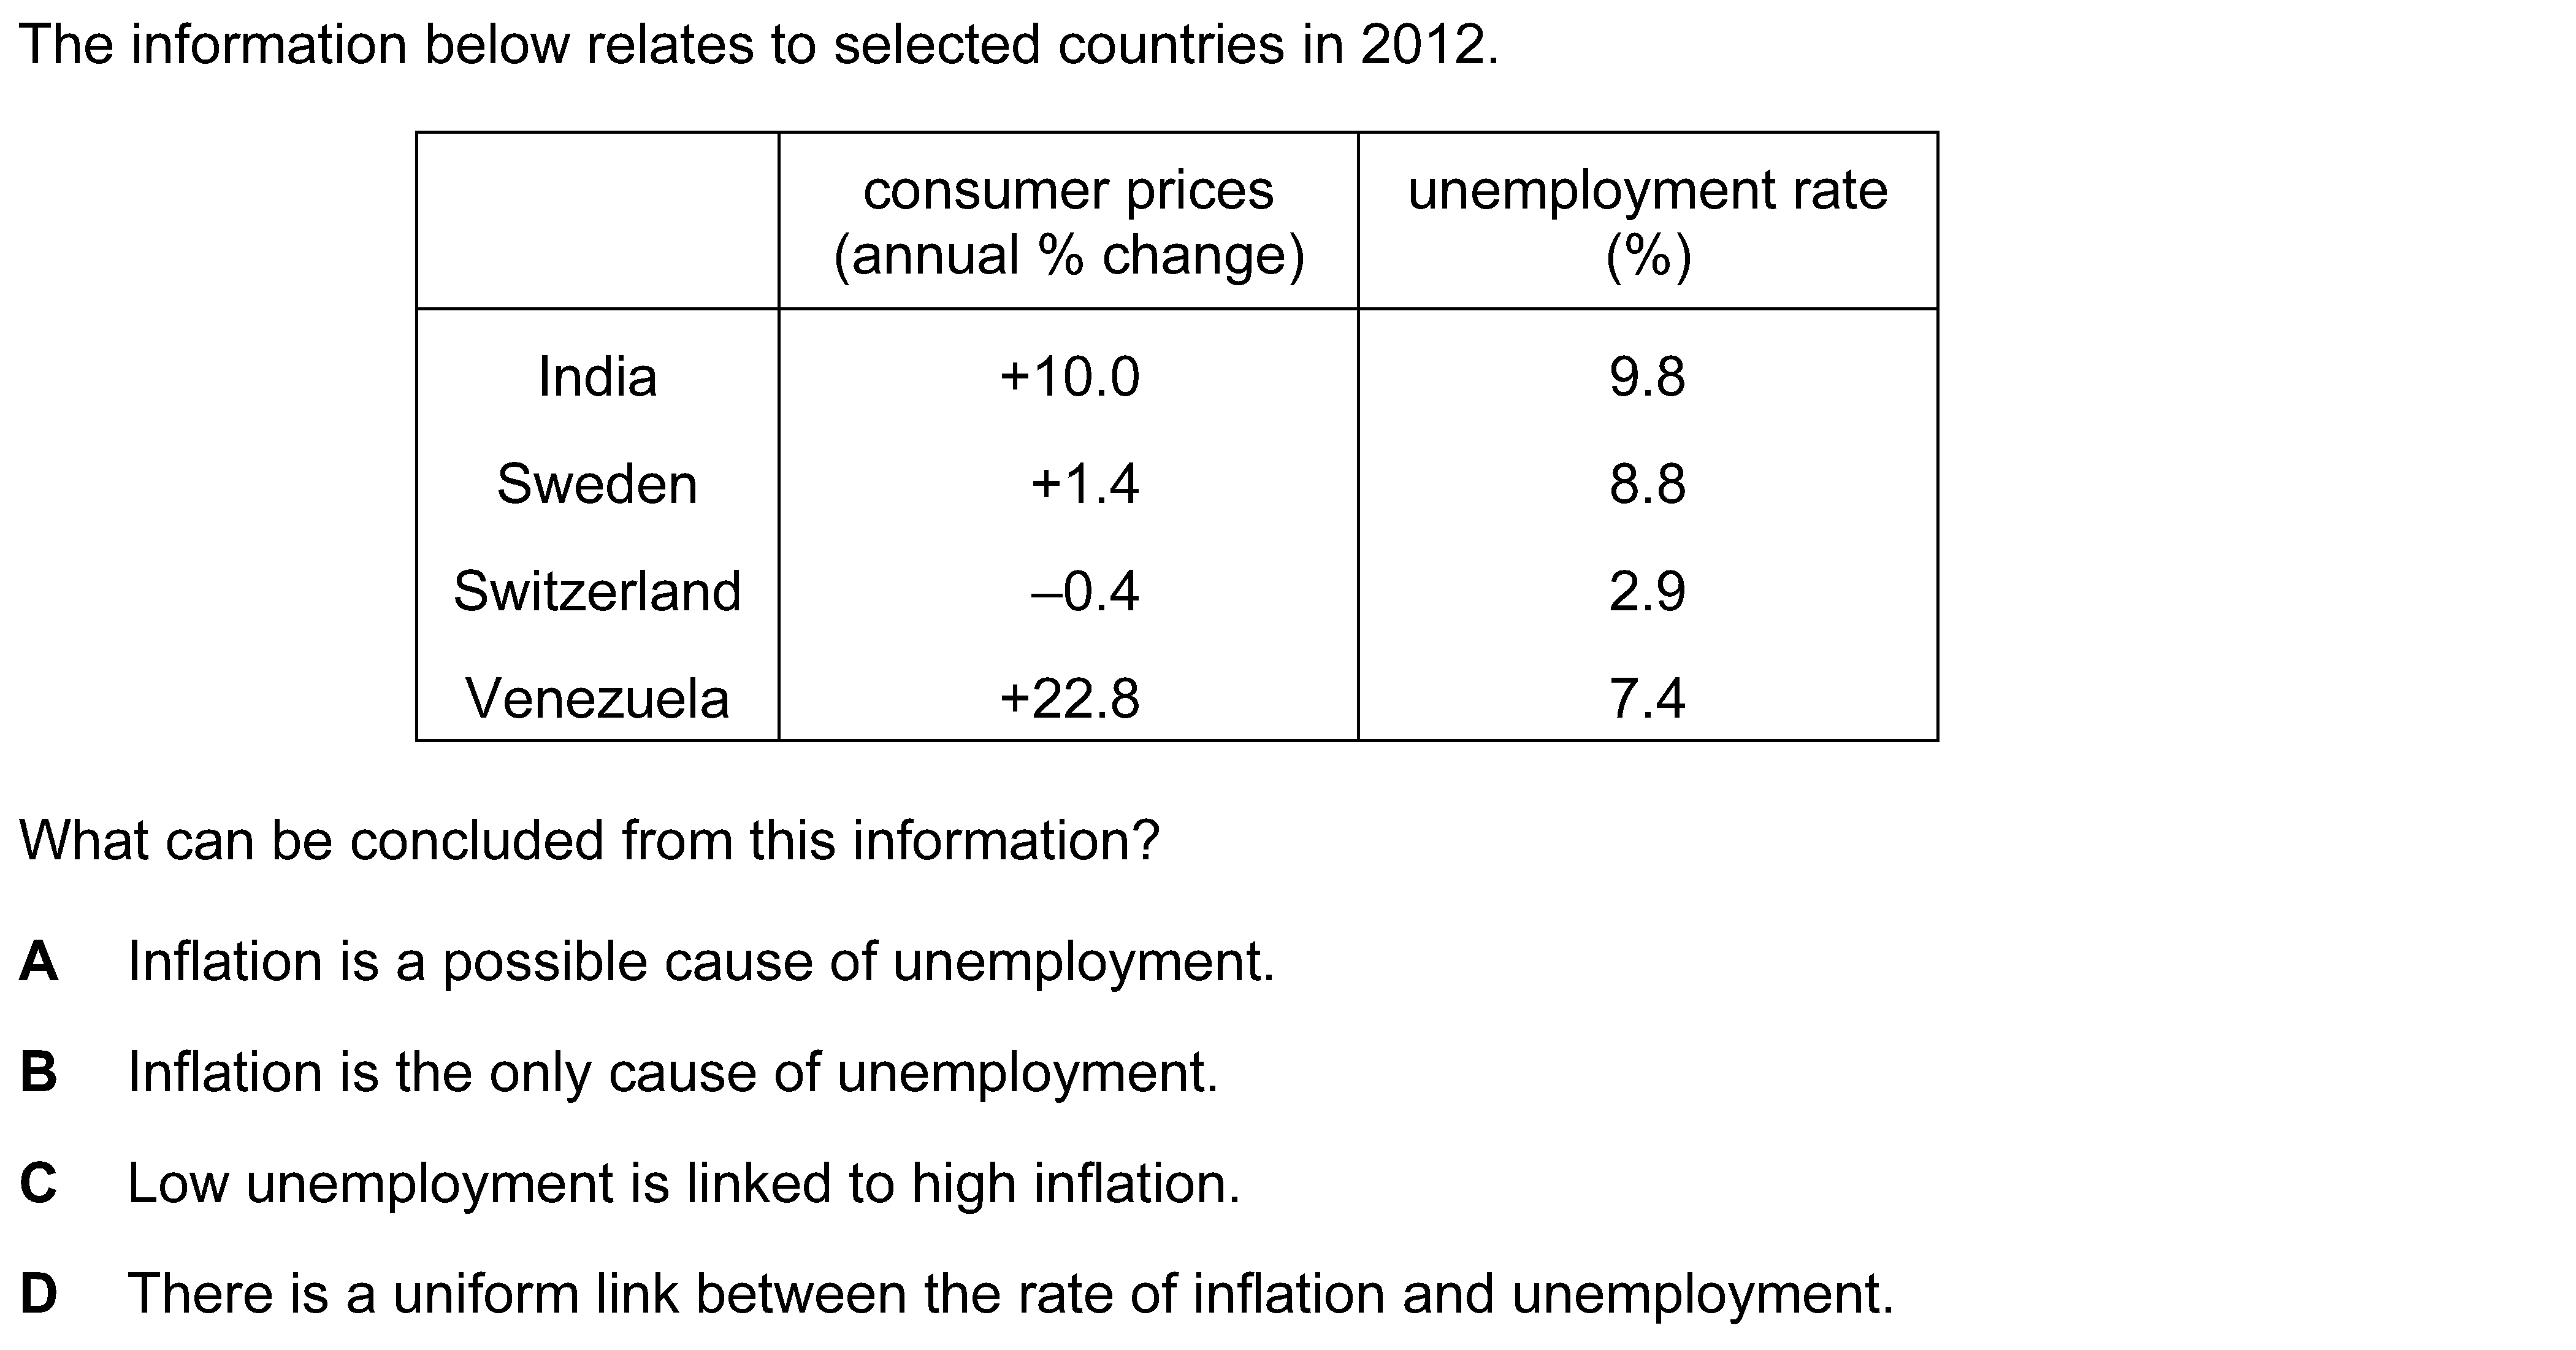 The information below relates to selected countries in 2012.
consumer prices
(annual % change)
unemployment rate
(%)
India +10.0 9.8
Sweden +1.4 8.8
Switzerland –0.4 2.9
Venezuela +22.8 7.4
What can be concluded from this information?
A Inflation is a possible cause of unemployment.
B Inflation is the only cause of unemployment.
C Low unemployment is linked to high inflation.
D There is a uniform link between the rate of inflation and unemployment.